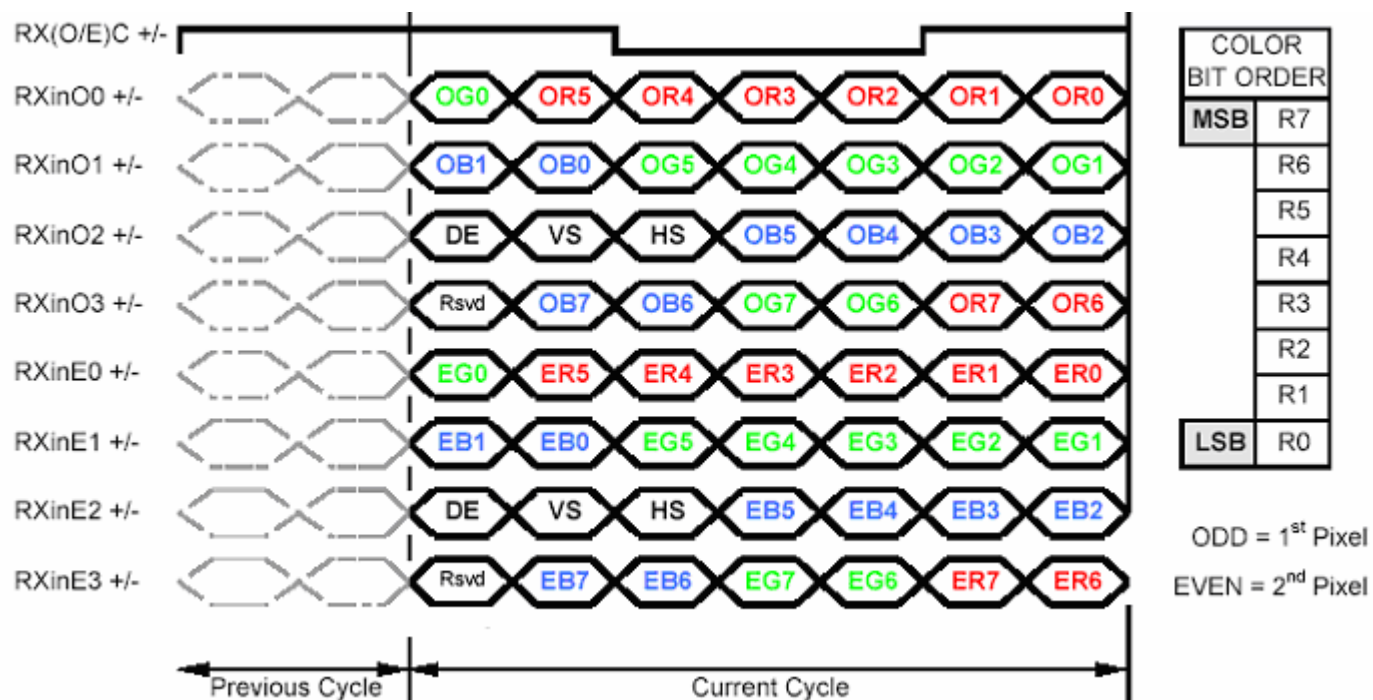 RX(O/E)C +/-
RXinO0 +/- OG0 OR5 OR4 OR3 OR2 OR1 OR0
RXinO1 +/- OB1 OB0 OG5 OG4 OG3 OG2 OG1
RXinO2 +/- DE VS HS OB5 OB4 OB3 OB2
RXinO3 +/- Rsvd OB7 OB6 OG7 OG6 OR7 OR6
RXinE0 +/- EG0 ER5 ER4 ER3 ER2 ER1 ER0
RXinE1 +/- EB1 EB0 EG5 EG4 EG3 EG2 EG1
RXinE2 +/- DE VS HS EB5 EB4 EB3 EB2
RXinE3 +/- Rsvd EB7 EB6 EG7 EG6 ER7 ER6
Previous Cycle Current Cycle
COLOR
BIT ORDER
MSB R7
R6
R5
R4
R3
R2
R1
LSB R0
ODD = 1st Pixel
EVEN = 2nd Pixel